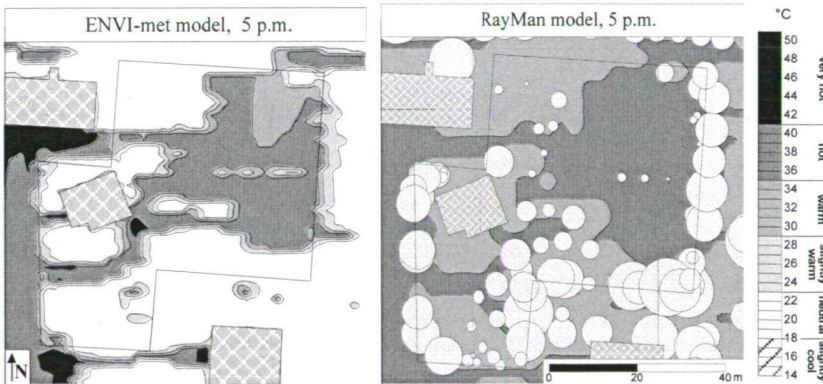 ENVI-met model, 5 p.m.
N
RayMan model, 5 p.m.
0 20 40 m
°C
50
48
46
44
42
40
38
36
34
32
30
28
26
24
22
20
18
16
14
very hot
hot
warm
slightly warm
neutral
slightly cool